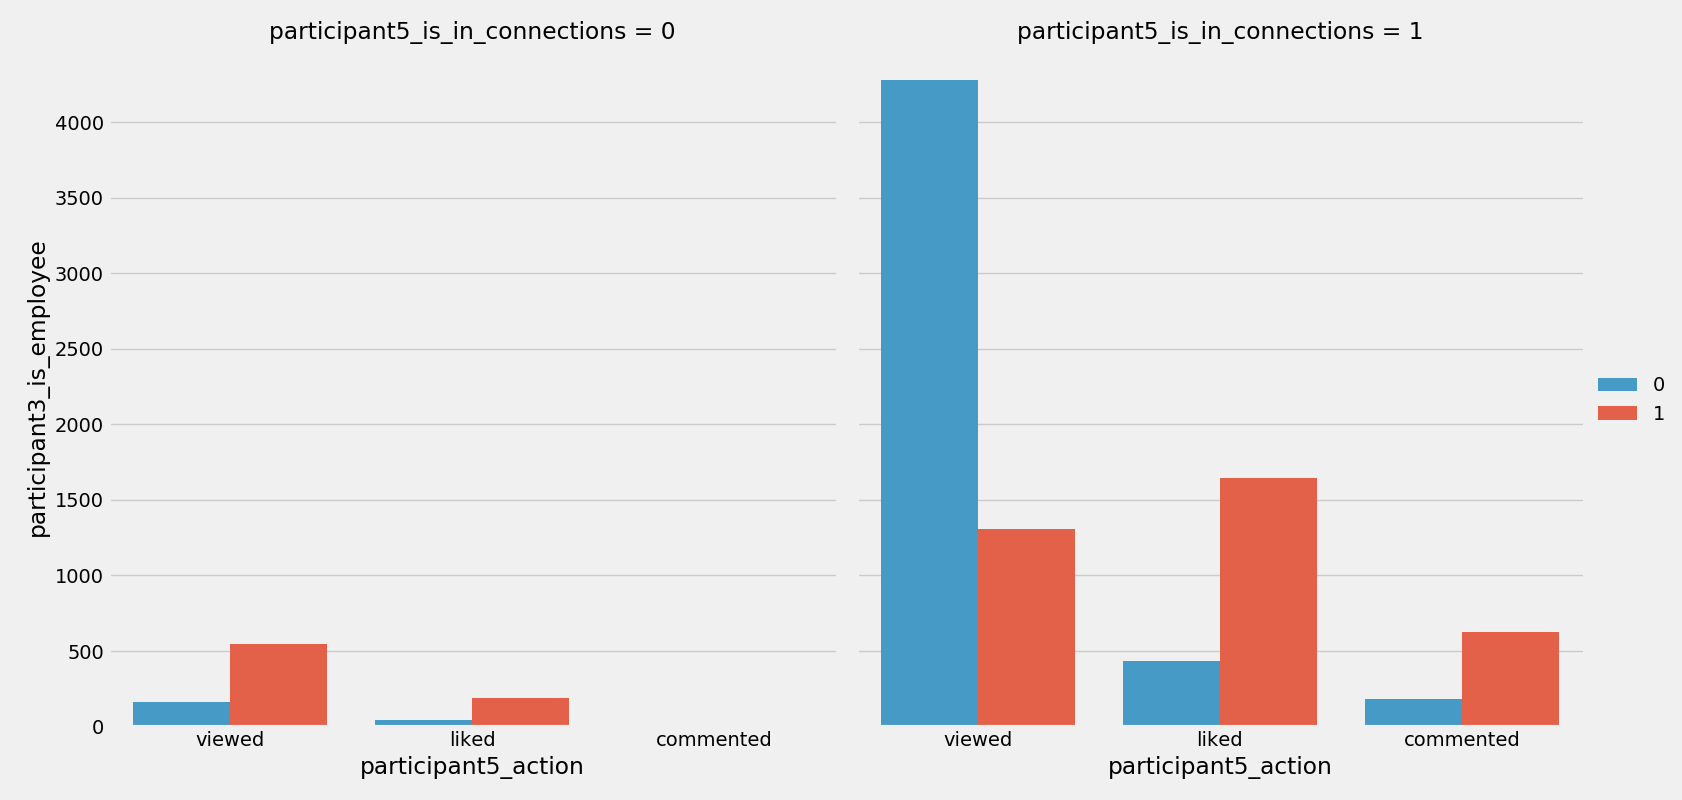 participant5_is_in_connections = 0
participant5_is_in_connections = 1
participant3_is_employee
4000
3500
3000
2500
2000
1500
1000
500
0
viewed
liked
commented
participant5_action
viewed
liked
commented
participant5_action
0
1